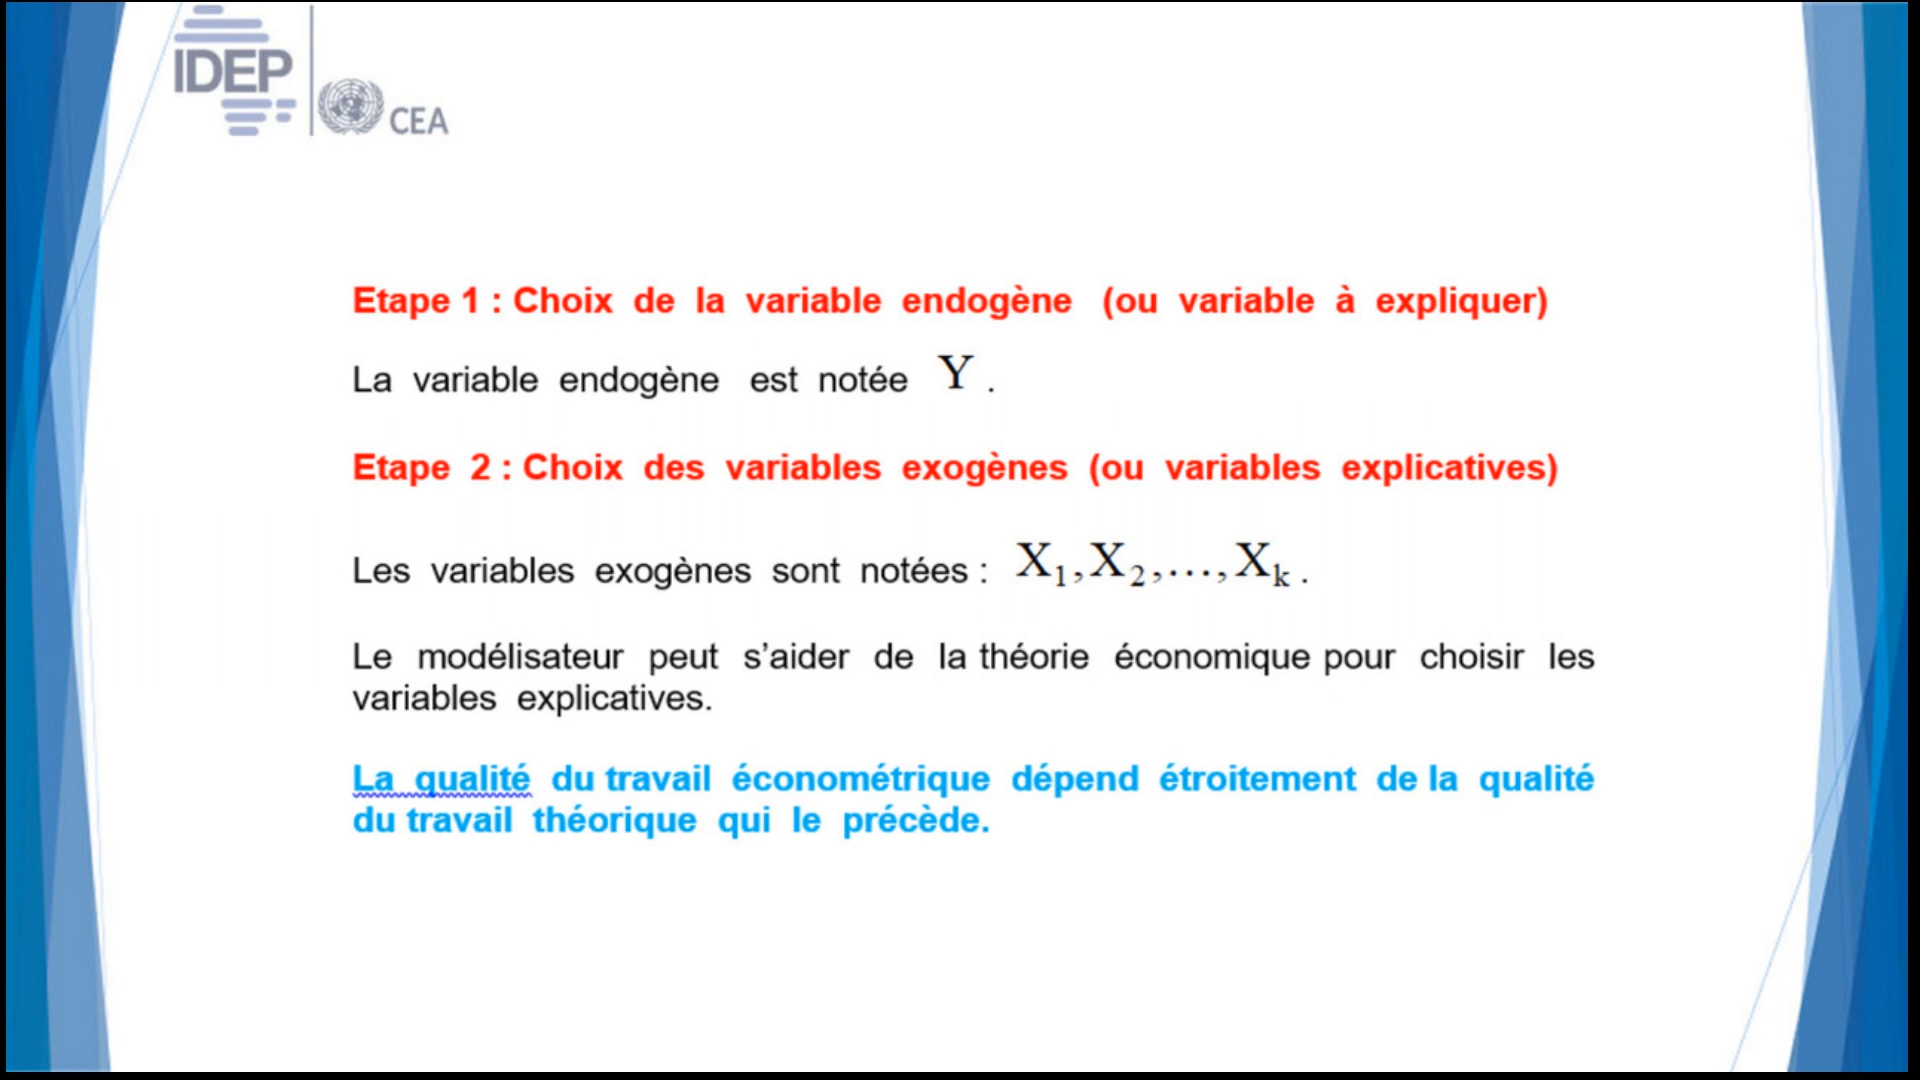 IDEP
CEA
Etape 1 : Choix de la variable endogène (ou variable à expliquer)
La variable endogène est notée Y .
Etape 2 : Choix des variables exogènes (ou variables explicatives)
Les variables exogènes sont notées : X₁,X₂,...,Xₖ .
Le modélisateur peut s’aider de la théorie économique pour choisir les
variables explicatives.
La qualité du travail économétrique dépend étroitement de la qualité
du travail théorique qui le précède.